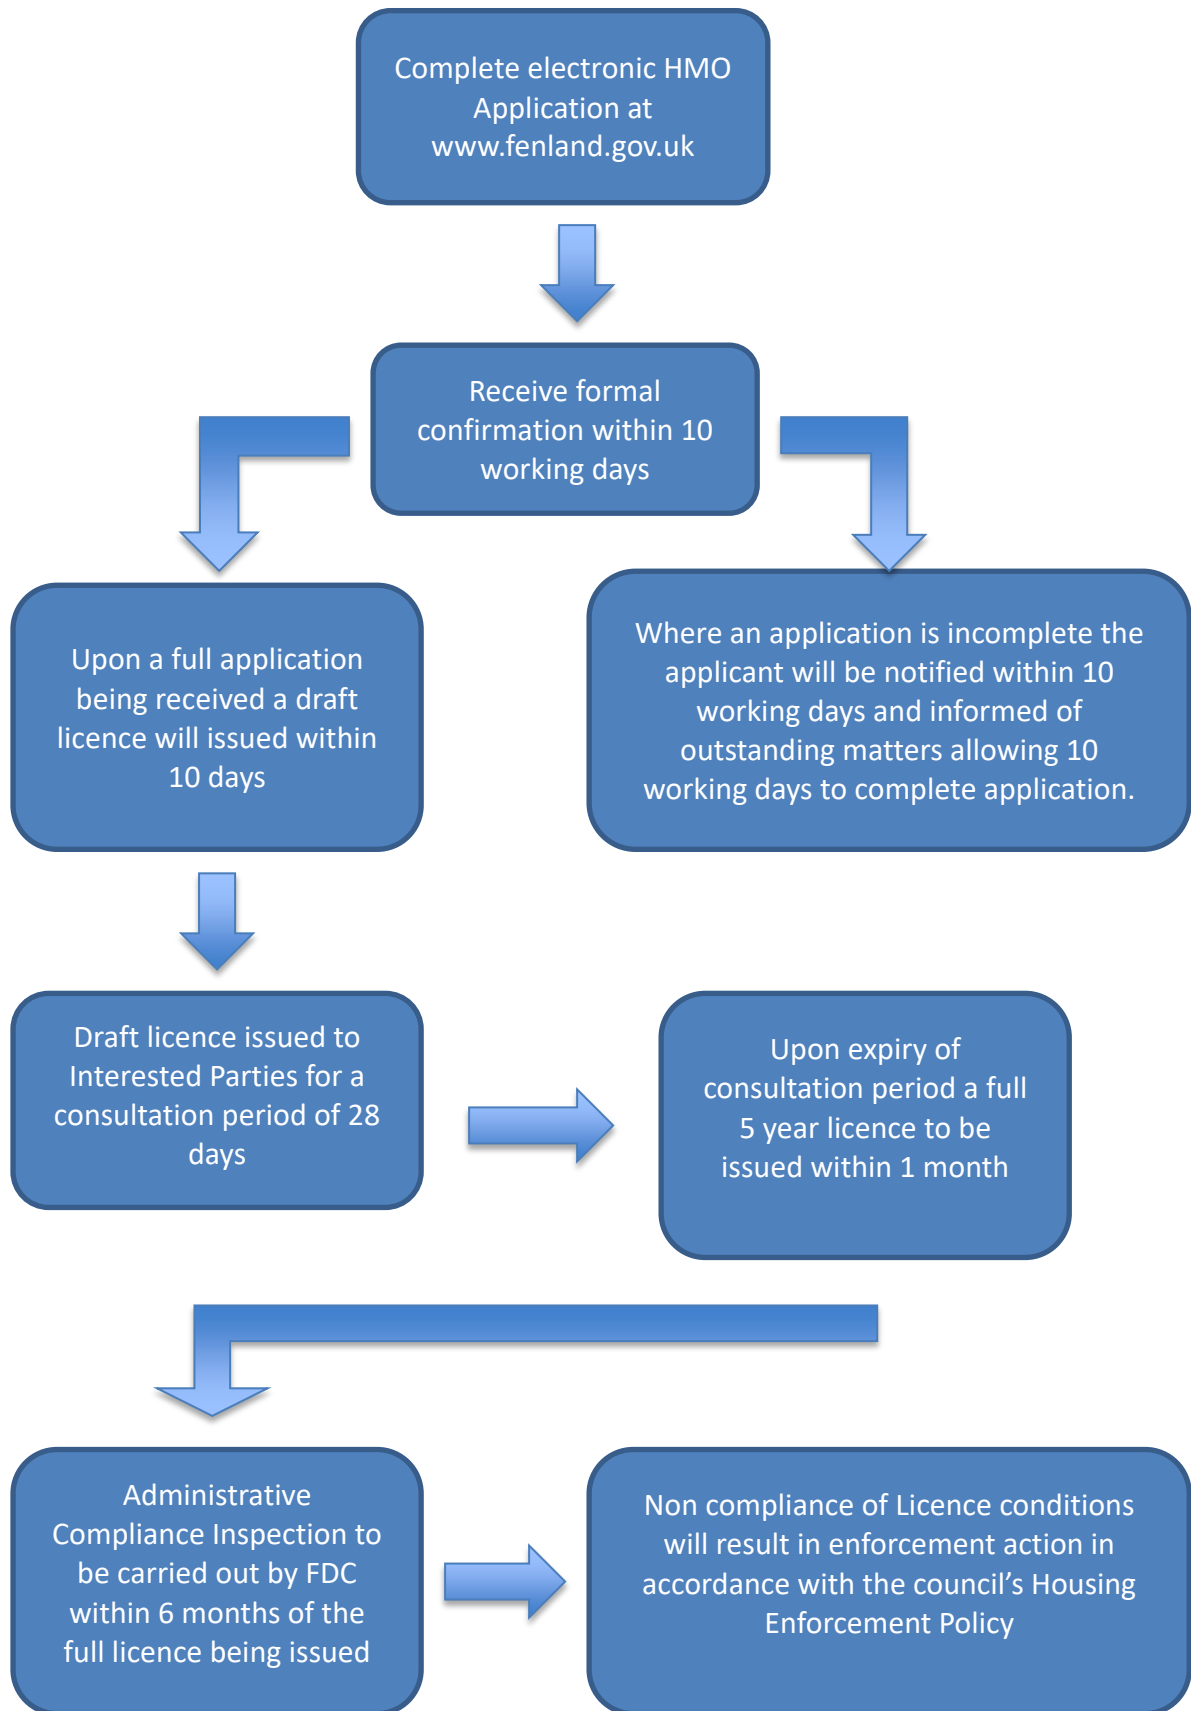 Complete electronic HMO
Application at
www.fenland.gov.uk
Receive formal
confirmation within 10
working days
Upon a full application
being received a draft
licence will issued within
10 days
Where an application is incomplete the
applicant will be notified within 10
working days and informed of
outstanding matters allowing 10
working days to complete application.
Draft licence issued to
Interested Parties for a
consultation period of 28
days
Upon expiry of
consultation period a full
5 year licence to be
issued within 1 month
Administrative
Compliance Inspection to
be carried out by FDC
within 6 months of the
full licence being issued
Non compliance of Licence conditions
will result in enforcement action in
accordance with the council’s Housing
Enforcement Policy